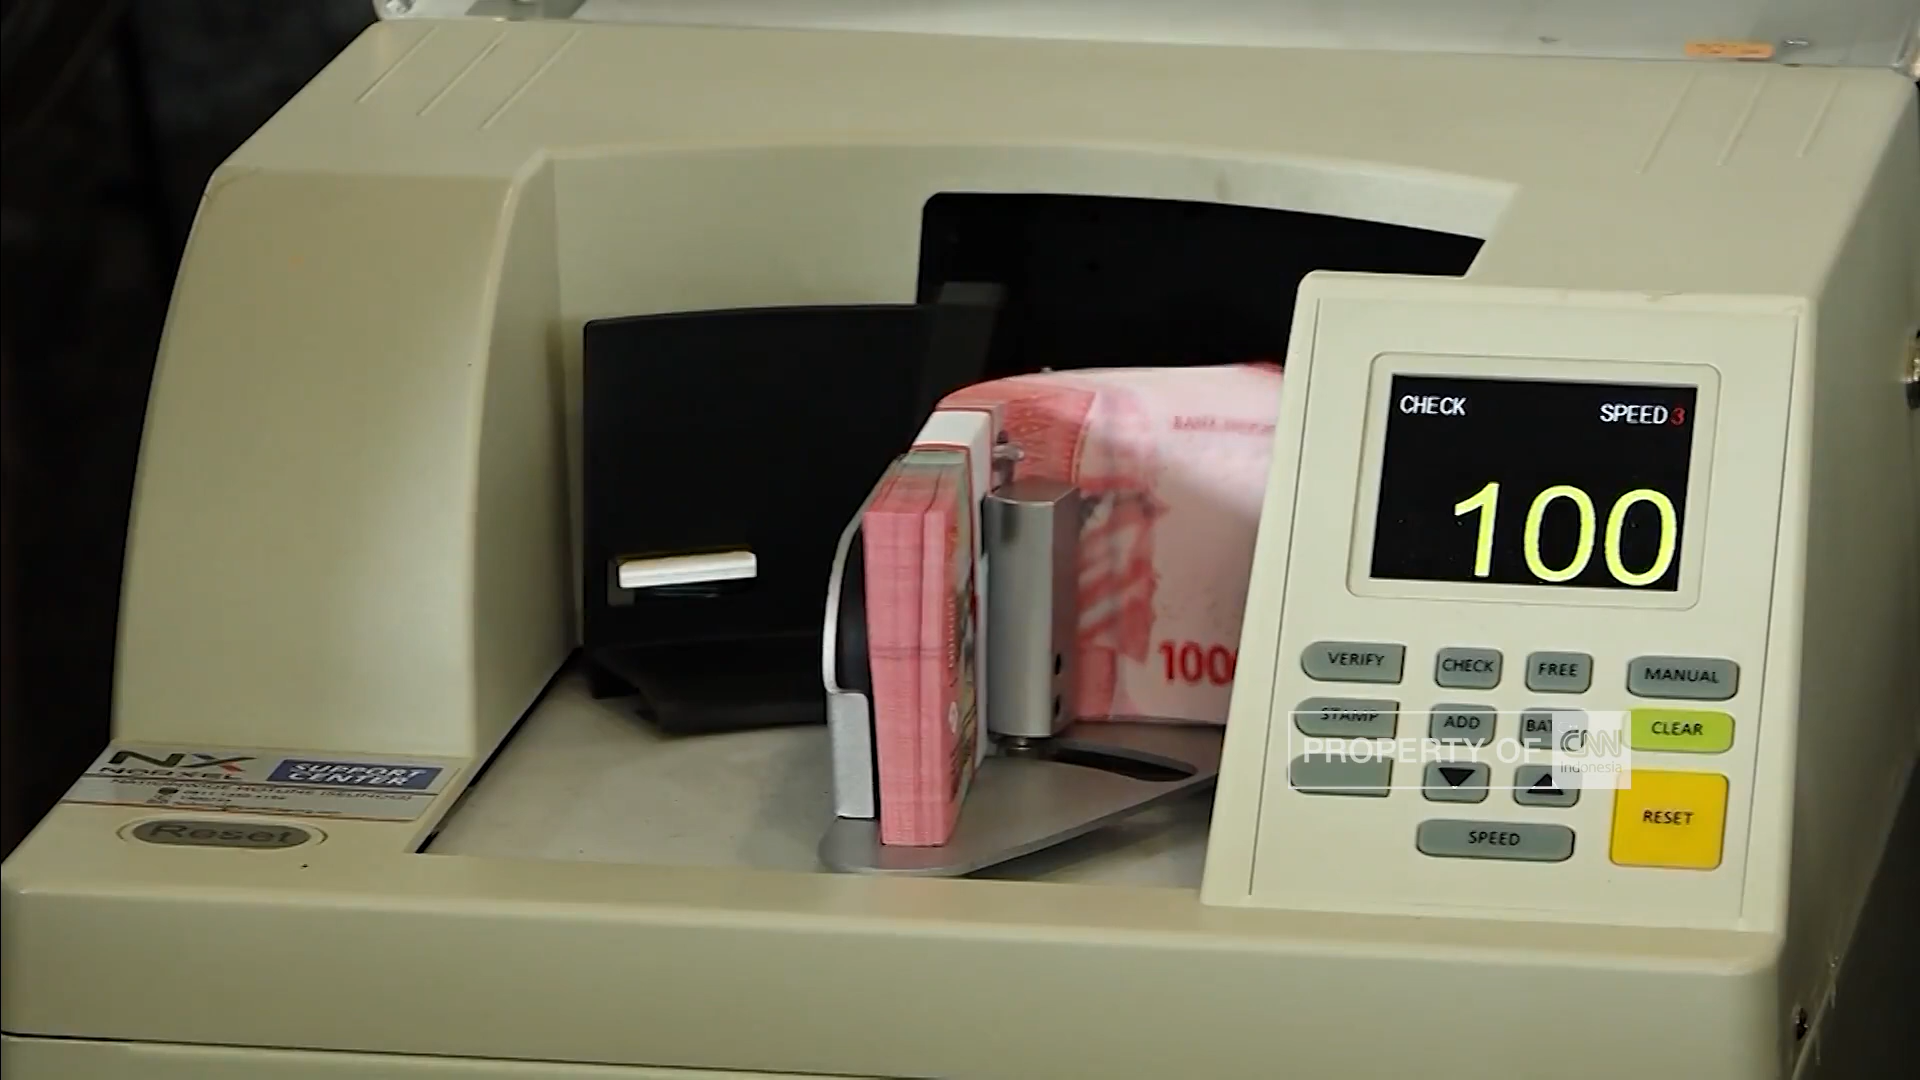 CHECK
SPEED 3
100
VERIFY
CHECK
FREE
MANUAL
STAMP
ADD
CLEAR
SPEED
RESET
PROPERTY OF CNN
Indonesia
NX
NOUXEL
SUPPORT
CENTER
Reset